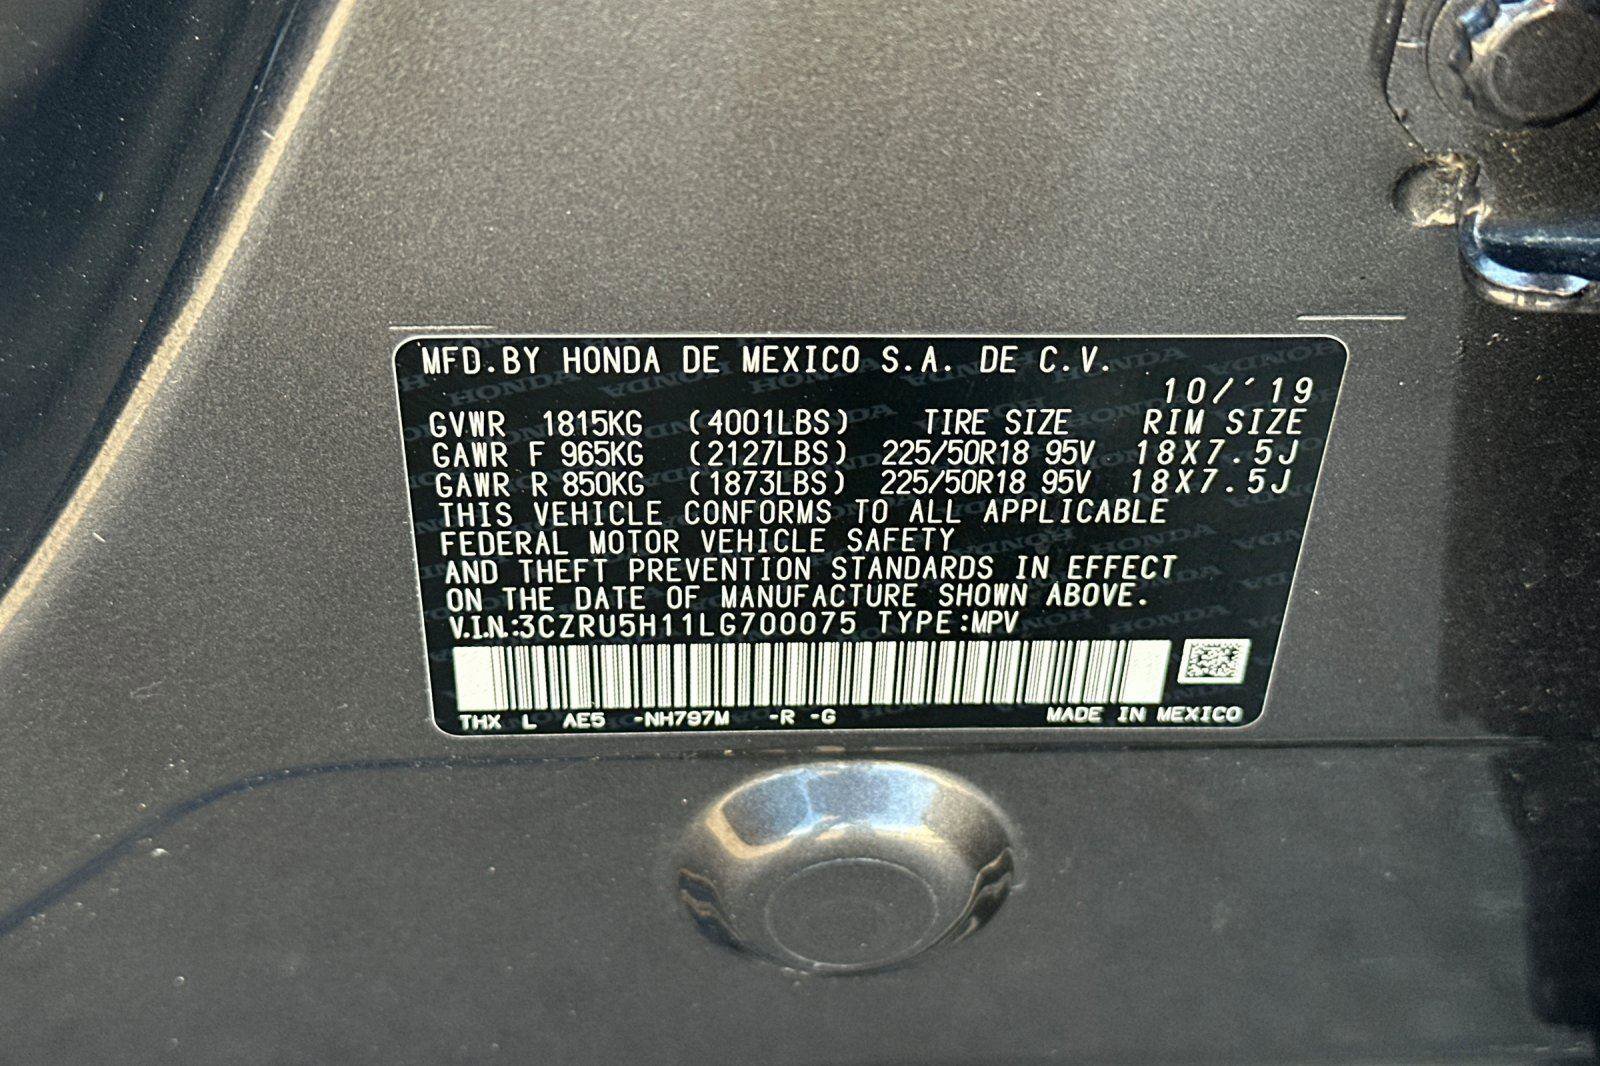 MFD. BY HONDA DE MEXICO S.A. DE C.V.
10/´19
GVWR 1815KG (4001LBS) TIRE SIZE RIM SIZE
GAWR F 965KG (2127LBS) 225/50R18 95V 18X7.5J
GAWR R 850KG (1873LBS) 225/50R18 95V 18X7.5J
THIS VEHICLE CONFORMS TO ALL APPLICABLE
FEDERAL MOTOR VEHICLE SAFETY
AND THEFT PREVENTION STANDARDS IN EFFECT
ON THE DATE OF MANUFACTURE SHOWN ABOVE.
V.I.N.:3CZRU5H11LG700075 TYPE:MPV
THX L AE5 -NH797M -R -G MADE IN MEXICO